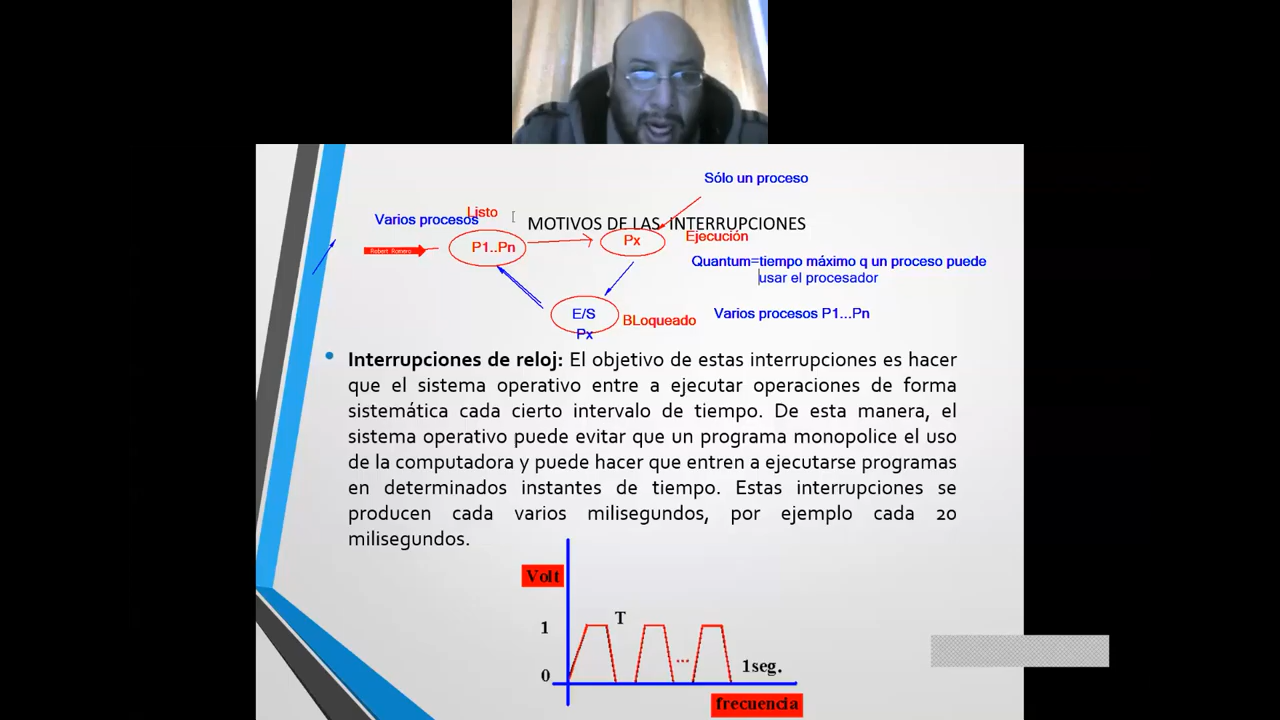 Sólo un proceso
Listo
Varios procesos
MOTIVOS DE LAS INTERRUPCIONES
Ejecución
Robert Romero
P1..Pn
Px
Quantum=tiempo máximo q un proceso puede
usar el procesador
E/S
Px
BLoqueado
Varios procesos P1...Pn
• Interrupciones de reloj: El objetivo de estas interrupciones es hacer
que el sistema operativo entre a ejecutar operaciones de forma
sistemática cada cierto intervalo de tiempo. De esta manera, el
sistema operativo puede evitar que un programa monopolice el uso
de la computadora y puede hacer que entren a ejecutarse programas
en determinados instantes de tiempo. Estas interrupciones se
producen cada varios milisegundos, por ejemplo cada 20
milisegundos.
Volt
T
1
...
1seg.
0
frecuencia